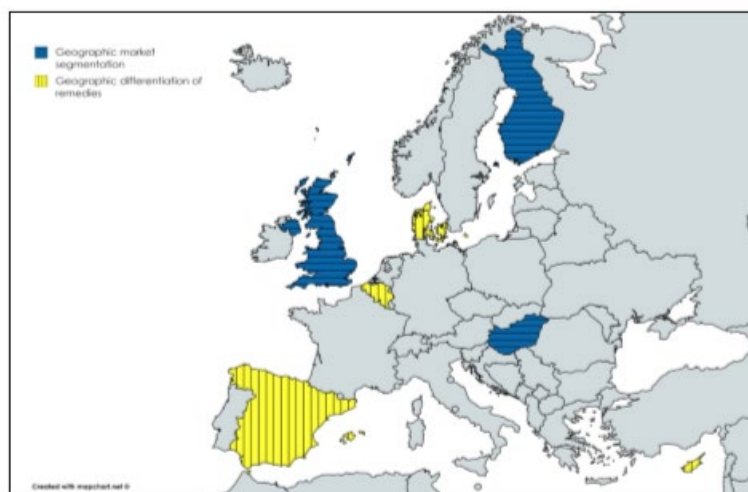 Geographic market
segmentation
Geographic differentiation of
remedies
Created with mapchart.net ©